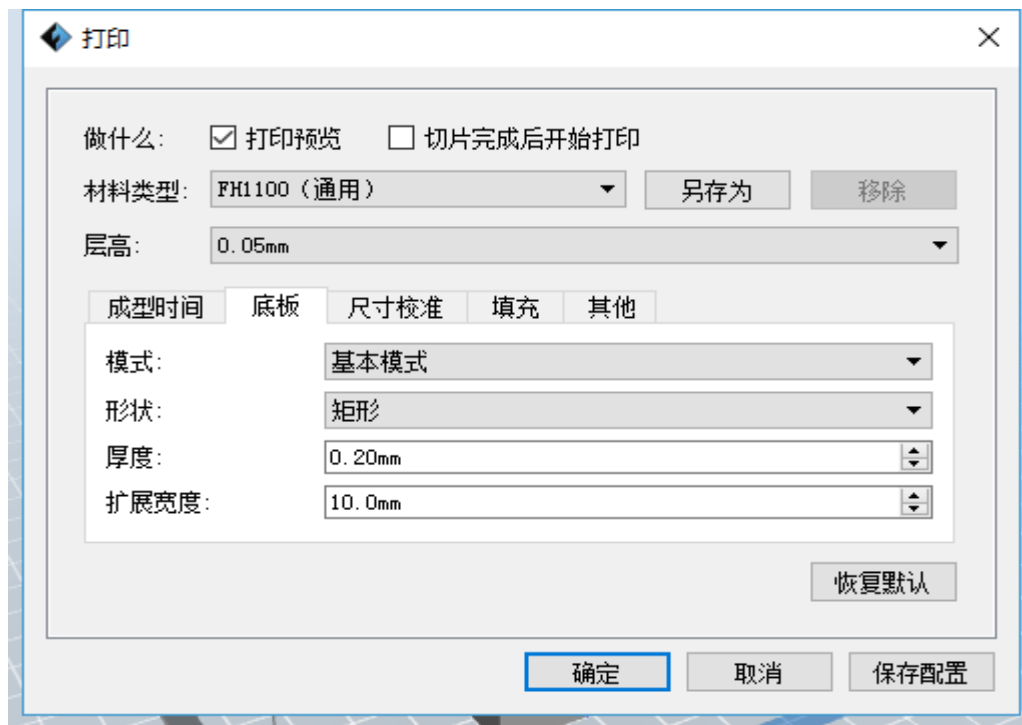 打印
做什么: 打印预览 切片完成后开始打印
材料类型: FH1100（通用） 另存为 移除
层高: 0.05mm
成型时间 底板 尺寸校准 填充 其他
模式: 基本模式
形状: 矩形
厚度: 0.20mm
扩展宽度: 10.0mm
恢复默认
确定 取消 保存配置